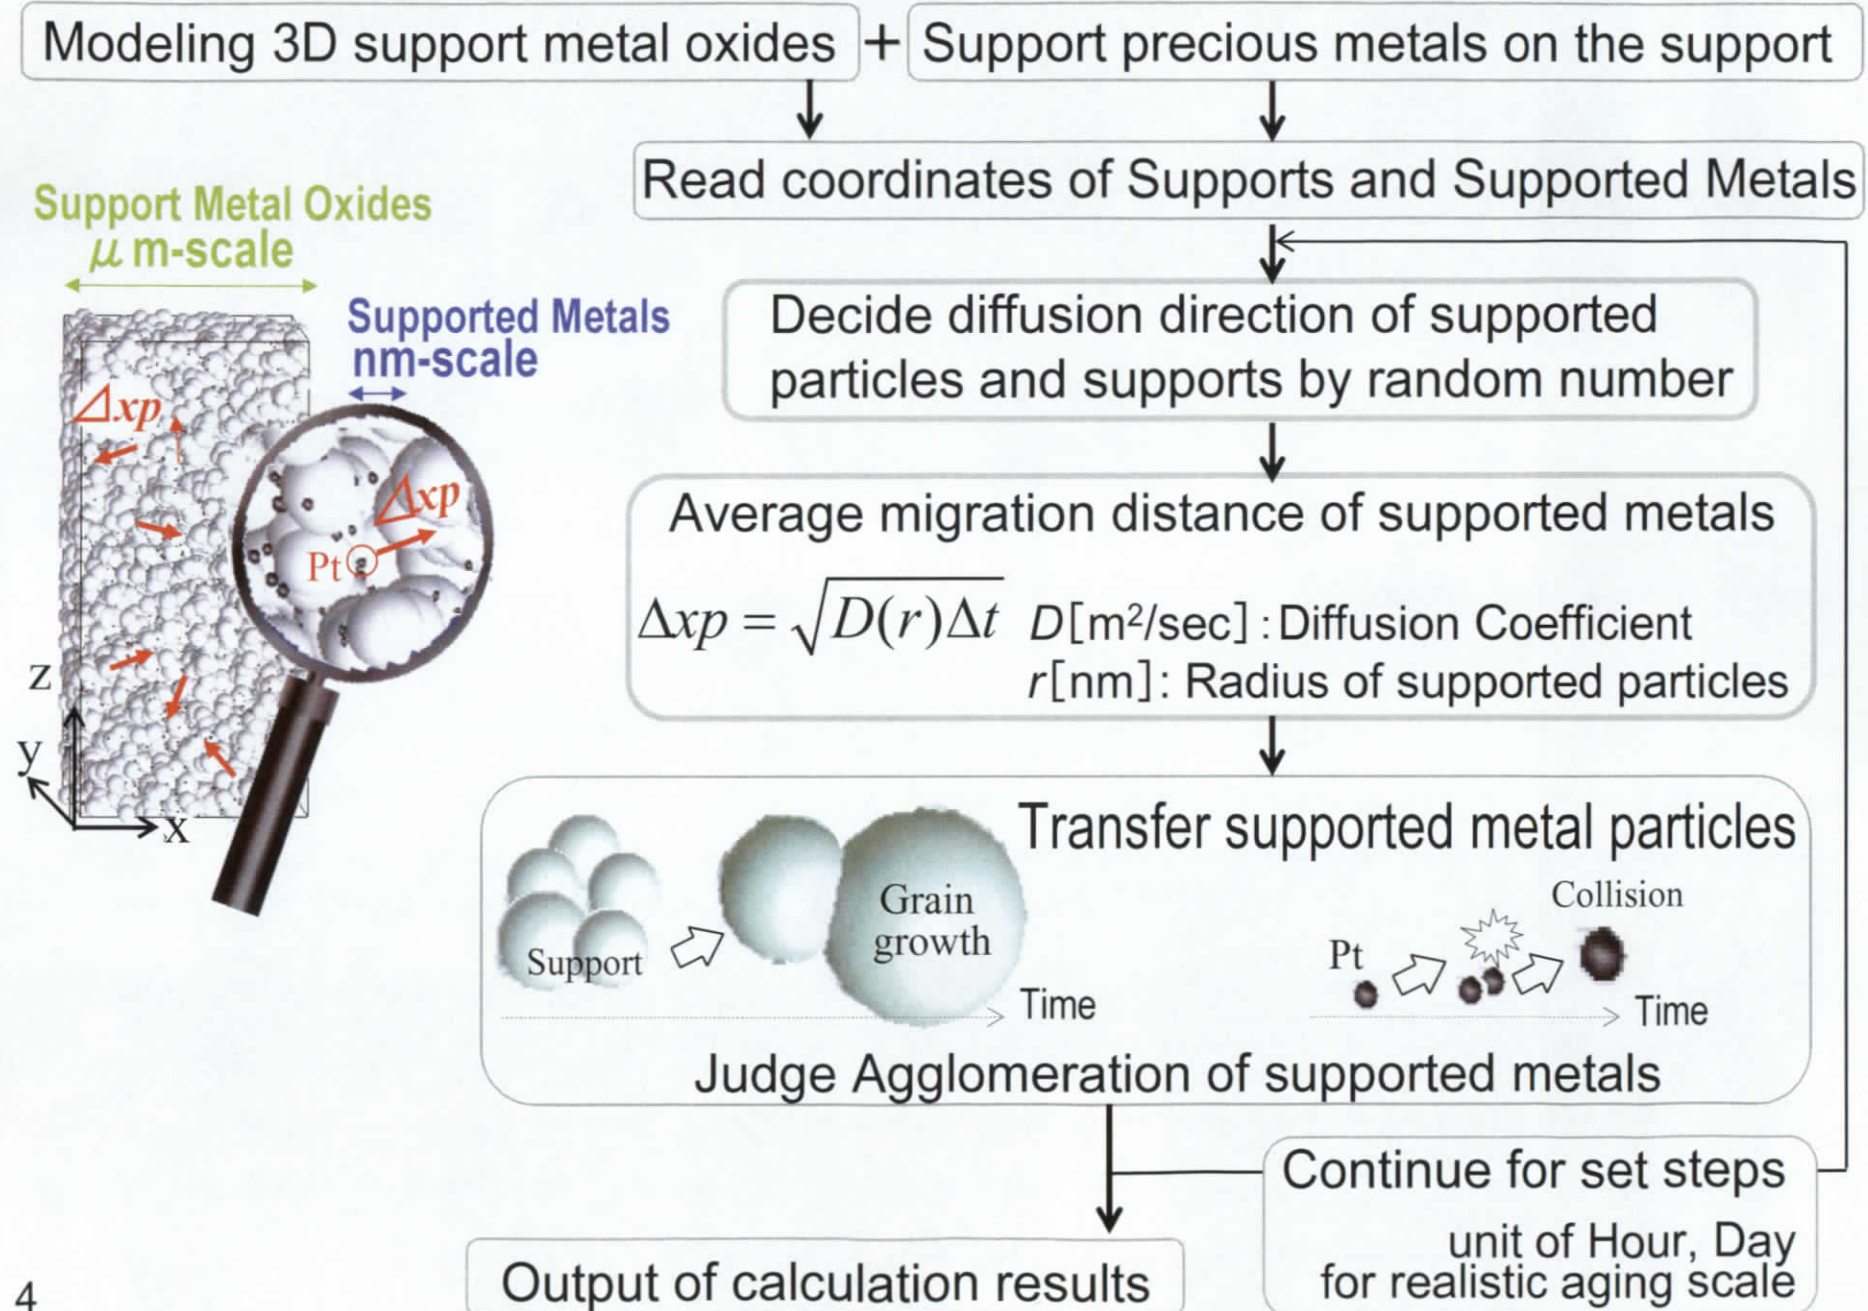 Modeling 3D support metal oxides + Support precious metals on the support
Read coordinates of Supports and Supported Metals
Support Metal Oxides
μ m-scale
Supported Metals
nm-scale
Δxp
Δxp
Pt
z
y
x
Decide diffusion direction of supported
particles and supports by random number
Average migration distance of supported metals
Δxp = √D(r)Δt
D[m²/sec] : Diffusion Coefficient
r[nm] : Radius of supported particles
Transfer supported metal particles
Support
Grain
growth
Time
Pt
Collision
Time
Judge Agglomeration of supported metals
Continue for set steps
unit of Hour, Day
for realistic aging scale
Output of calculation results
4